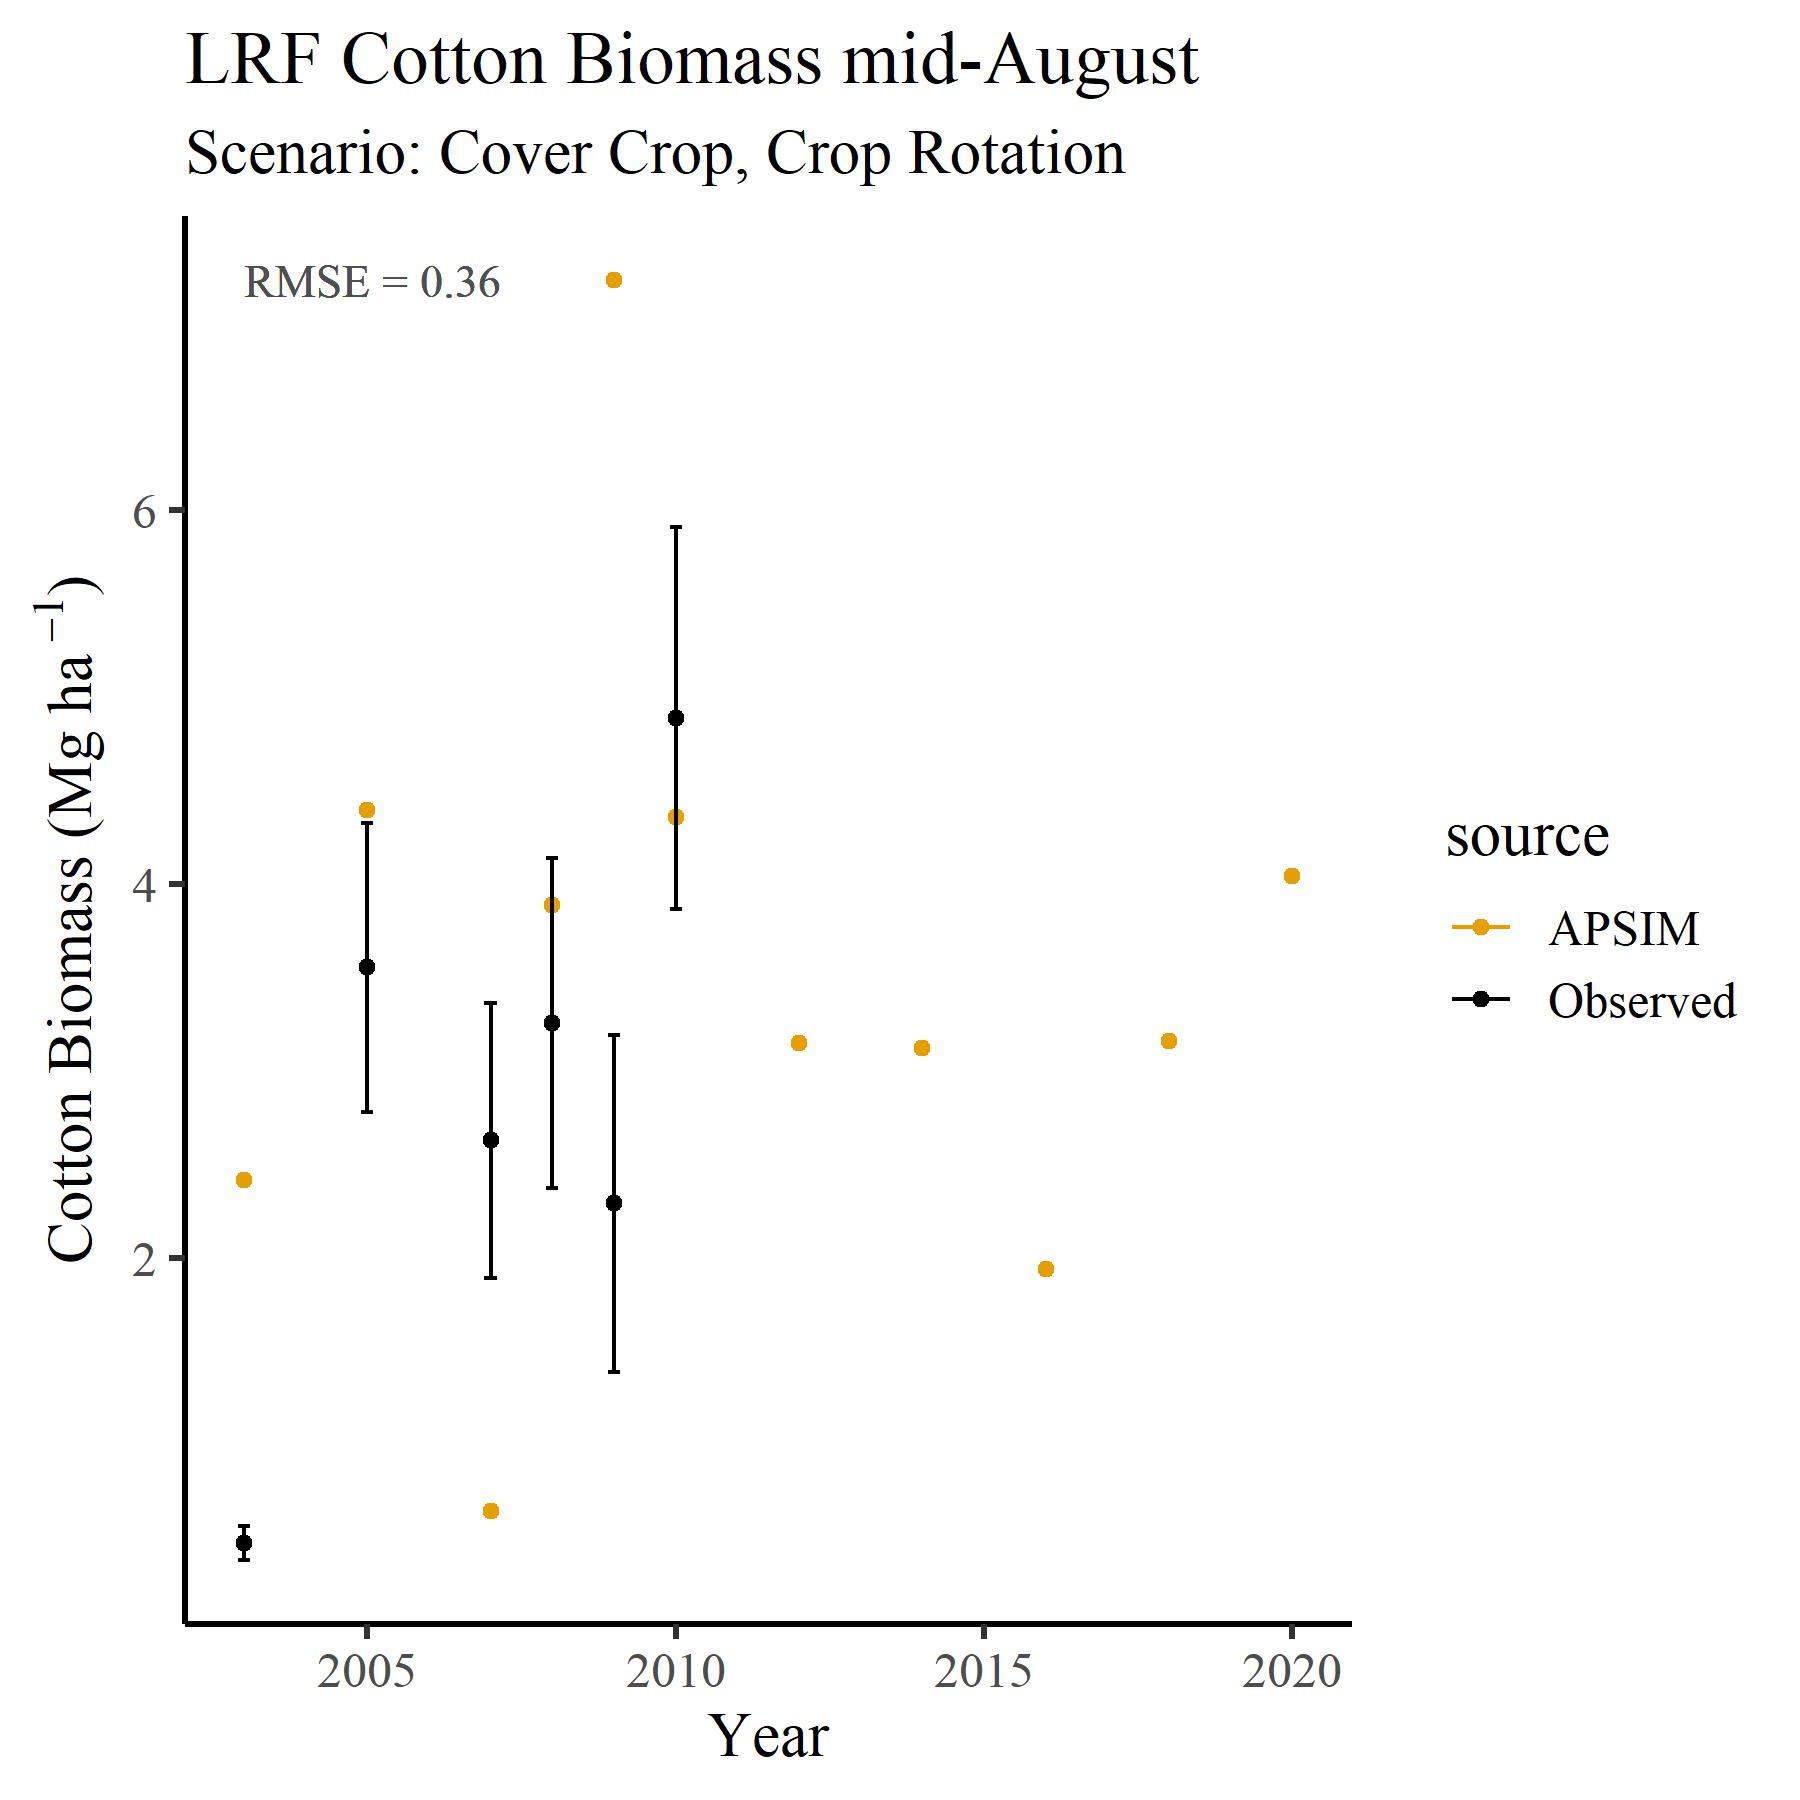 LRF Cotton Biomass mid-August
Scenario: Cover Crop, Crop Rotation
RMSE = 0.36
Cotton Biomass (Mg ha⁻¹)
6
4
2
2005 2010 2015 2020
Year
source
APSIM
Observed